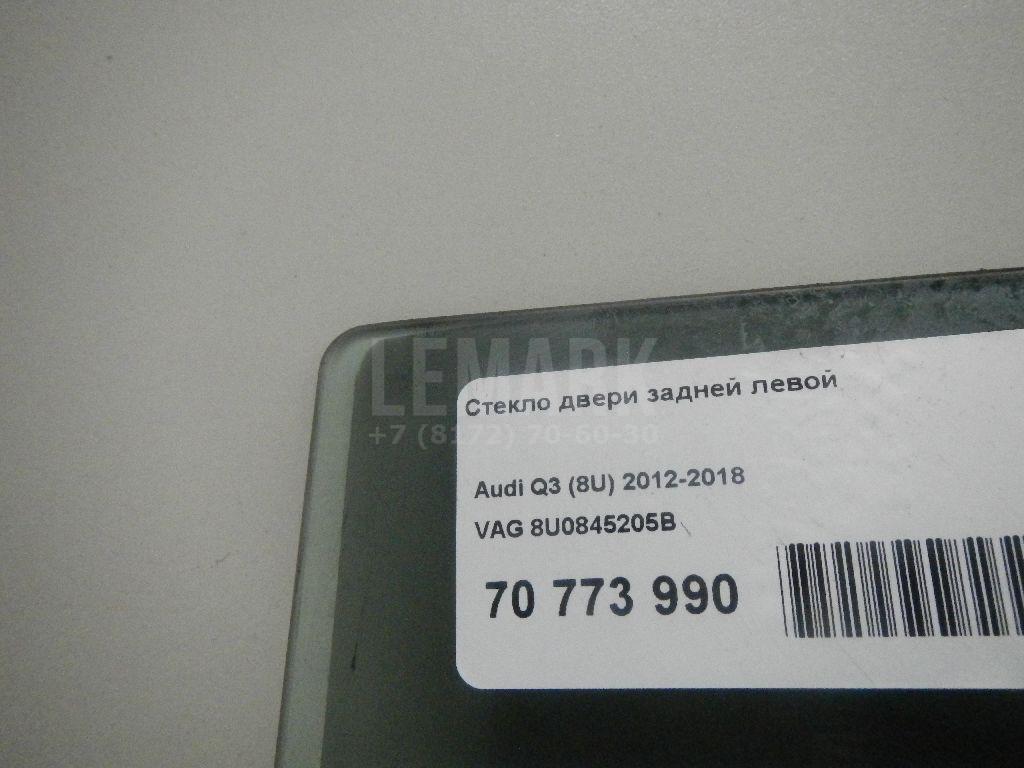 LEMARK
+7 (8172) 70-60-30
Стекло двери задней левой
Audi Q3 (8U) 2012-2018
VAG 8U0845205B
70 773 990